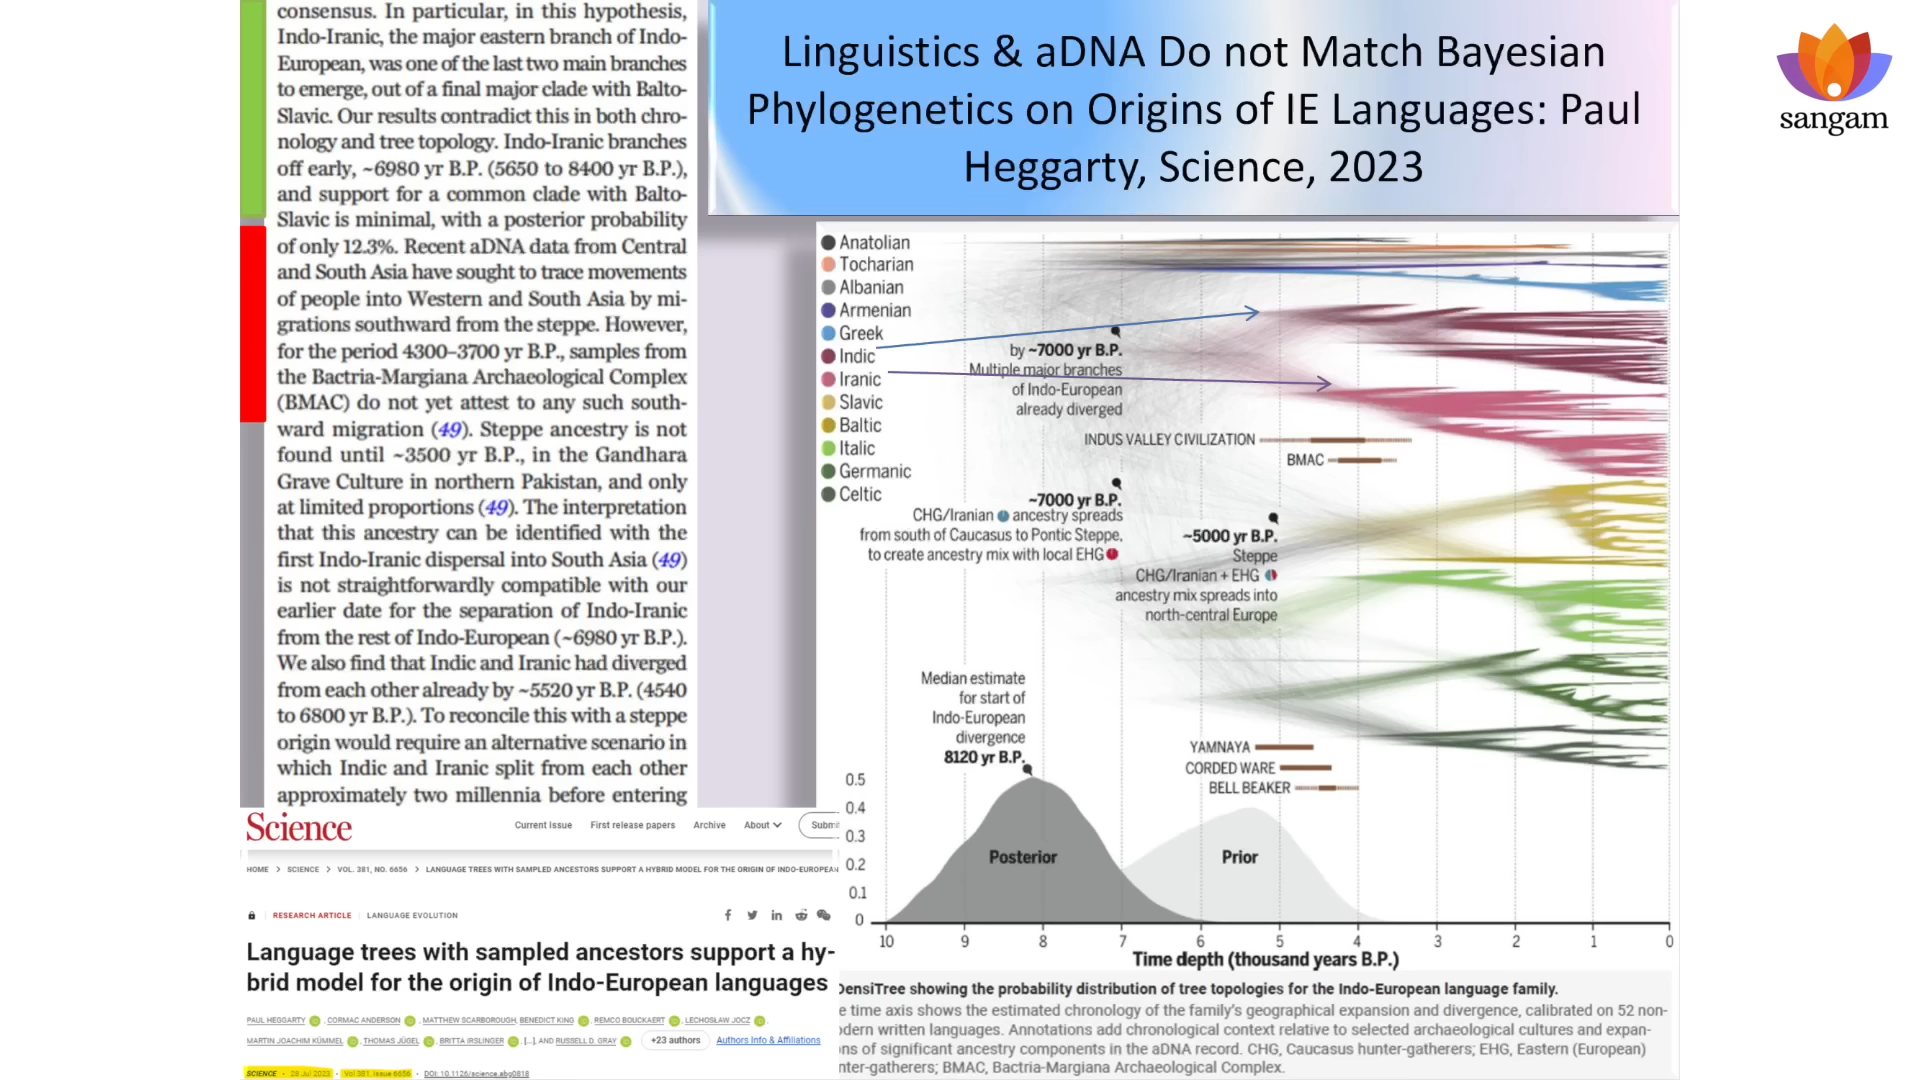 consensus. In particular, in this hypothesis,
Indo-Iranic, the major eastern branch of Indo-
European, was one of the last two main branches
to emerge, out of a final major clade with Balto-
Slavic. Our results contradict this in both chro-
nology and tree topology. Indo-Iranic branches
off early, ~6980 yr B.P. (5650 to 8400 yr B.P.),
and support for a common clade with Balto-
Slavic is minimal, with a posterior probability
of only 12.3%. Recent aDNA data from Central
and South Asia have sought to trace movements
of people into Western and South Asia by mi-
grations southward from the steppe. However,
for the period 4300–3700 yr B.P., samples from
the Bactria-Margiana Archaeological Complex
(BMAC) do not yet attest to any such south-
ward migration (49). Steppe ancestry is not
found until ~3500 yr B.P., in the Gandhara
Grave Culture in northern Pakistan, and only
at limited proportions (49). The interpretation
that this ancestry can be identified with the
first Indo-Iranic dispersal into South Asia (49)
is not straightforwardly compatible with our
earlier date for the separation of Indo-Iranic
from the rest of Indo-European (~6980 yr B.P.).
We also find that Indic and Iranic had diverged
from each other already by ~5520 yr B.P. (4540
to 6800 yr B.P.). To reconcile this with a steppe
origin would require an alternative scenario in
which Indic and Iranic split from each other
approximately two millennia before entering
Linguistics & aDNA Do not Match Bayesian
Phylogenetics on Origins of IE Languages: Paul
Heggarty, Science, 2023
sangam
Anatolian
Tocharian
Albanian
Armenian
Greek
Indic
Iranic
Slavic
Baltic
Italic
Germanic
Celtic
by ~7000 yr B.P.
Multiple major branches
of Indo-European
already diverged
INDUS VALLEY CIVILIZATION
BMAC
~7000 yr B.P.
CHG/Iranian ancestry spreads
from south of Caucasus to Pontic Steppe,
to create ancestry mix with local EHG
~5000 yr B.P.
Steppe
CHG/Iranian + EHG
ancestry mix spreads into
north-central Europe
Median estimate
for start of
Indo-European
divergence
8120 yr B.P.
YAMNAYA
CORDED WARE
BELL BEAKER
0.5
0.4
0.3
0.2
0.1
0
Posterior
Prior
10 9 8 7 6 5 4 3 2 1 0
Time depth (thousand years B.P.)
DensiTree showing the probability distribution of tree topologies for the Indo-European language family.
e time axis shows the estimated chronology of the family's geographical expansion and divergence, calibrated on 52 non-
odern written languages. Annotations add chronological context relative to selected archaeological cultures and expan-
ns of significant ancestry components in the aDNA record. CHG, Caucasus hunter-gatherers; EHG, Eastern (European)
nter-gatherers; BMAC, Bactria-Margiana Archaeological Complex.
Science
Current Issue First release papers Archive About Submi
HOME > SCIENCE > VOL. 381, NO. 6656 > LANGUAGE TREES WITH SAMPLED ANCESTORS SUPPORT A HYBRID MODEL FOR THE ORIGIN OF INDO-EUROPEAN
RESEARCH ARTICLE | LANGUAGE EVOLUTION
Language trees with sampled ancestors support a hy-
brid model for the origin of Indo-European languages
PAUL HEGGARTY, CORMAC ANDERSON, MATTHEW SCARBOROUGH, BENEDICT KING, REMCO BOUCKAERT, LECHOSŁAW JOCZ,
MARTIN JOACHIM KÜMMEL, THOMAS JÜGEL, BRITTA IRSLINGER, [...], AND RUSSELL D. GRAY +23 authors Authors Info & Affiliations
SCIENCE • 28 Jul 2023 • Vol 381, Issue 6656 • DOI: 10.1126/science.abg0818